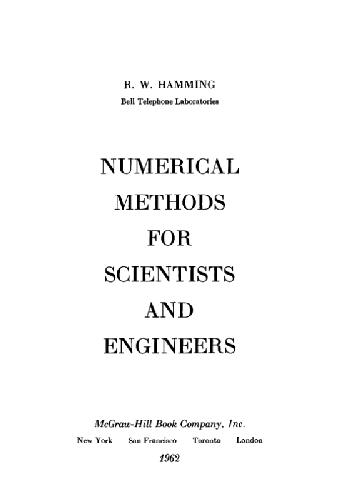 R. W. HAMMING
Bell Telephone Laboratories
NUMERICAL
METHODS
FOR
SCIENTISTS
AND
ENGINEERS
McGraw-Hill Book Company, Inc.
New York San Francisco Toronto London
1962